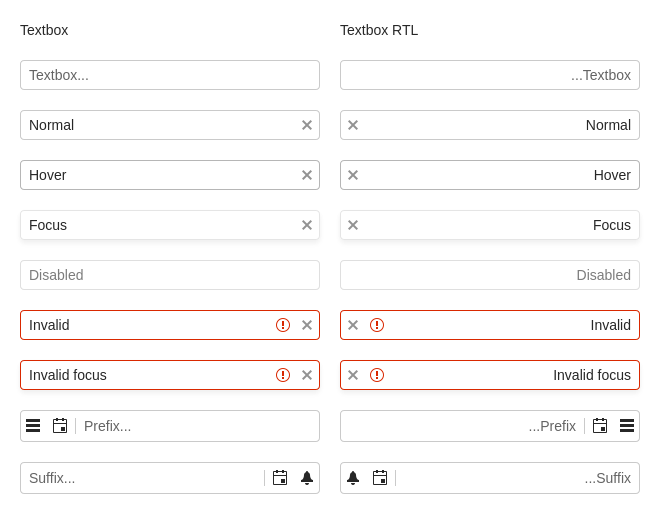 Textbox
Textbox RTL
Textbox...
...Textbox
Normal
Normal
Hover
Hover
Focus
Focus
Disabled
Disabled
Invalid
Invalid
Invalid focus
Invalid focus
Prefix...
...Prefix
Suffix...
...Suffix